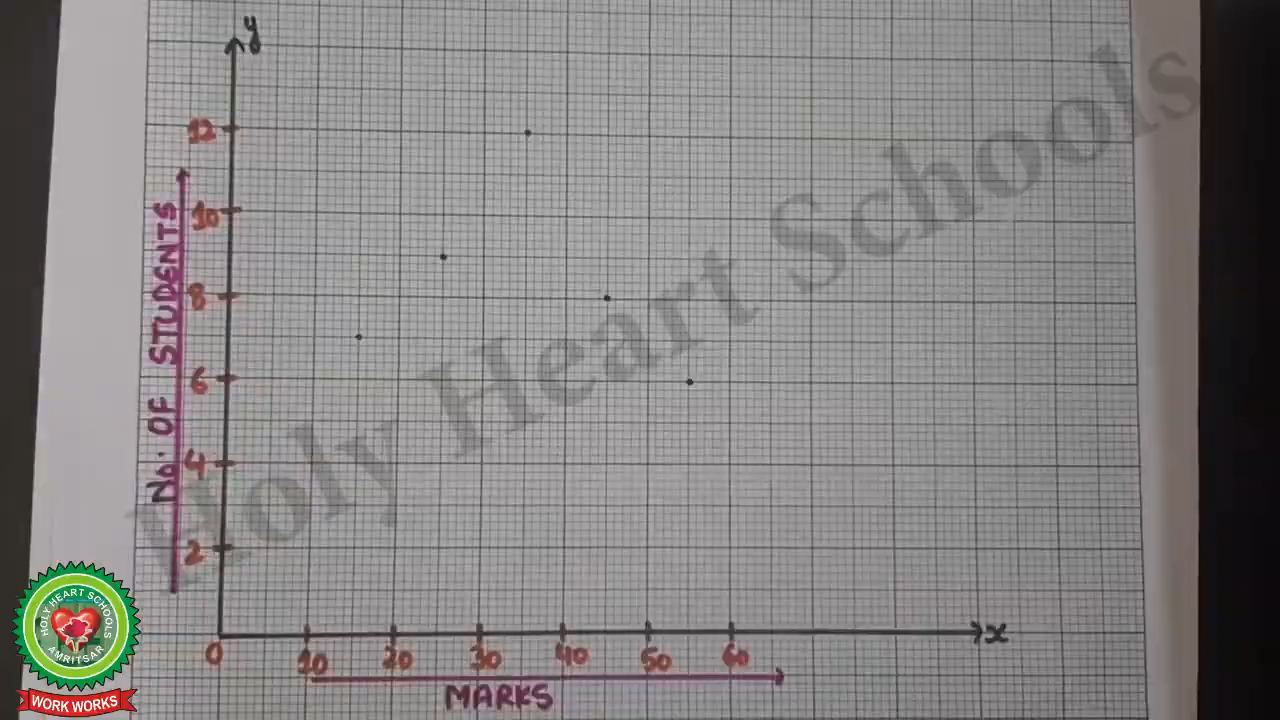 y
12
10
8
6
4
2
No. OF STUDENTS
0 10 20 30 40 50 60
x
MARKS
Holy Heart Schools
HOLY HEART SCHOOLS
AMRITSAR
WORK WORKS